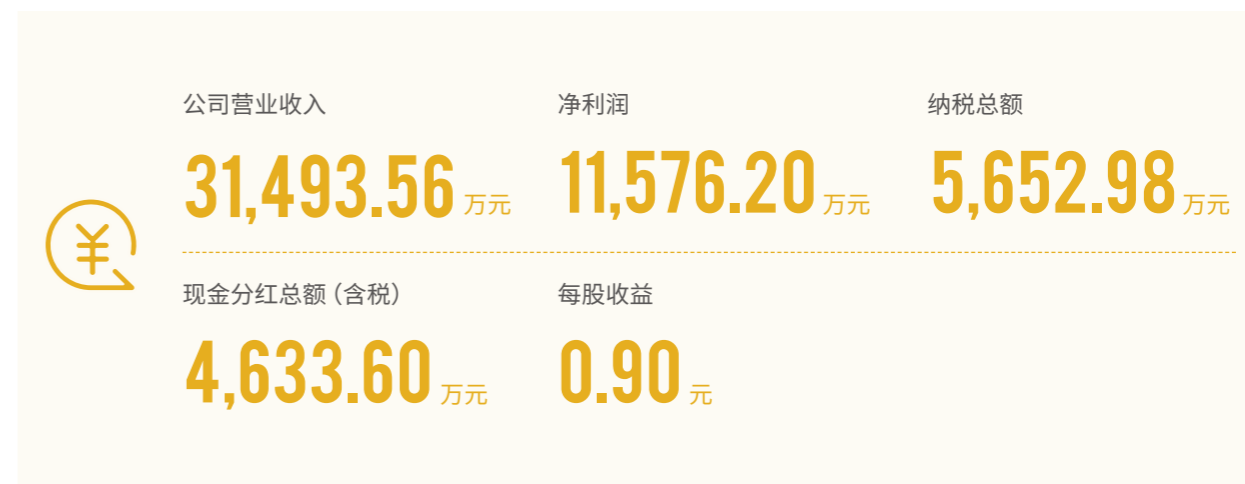 公司营业收入 净利润 纳税总额
31,493.56 万元 11,576.20 万元 5,652.98 万元
¥
现金分红总额（含税） 每股收益
4,633.60 万元 0.90 元